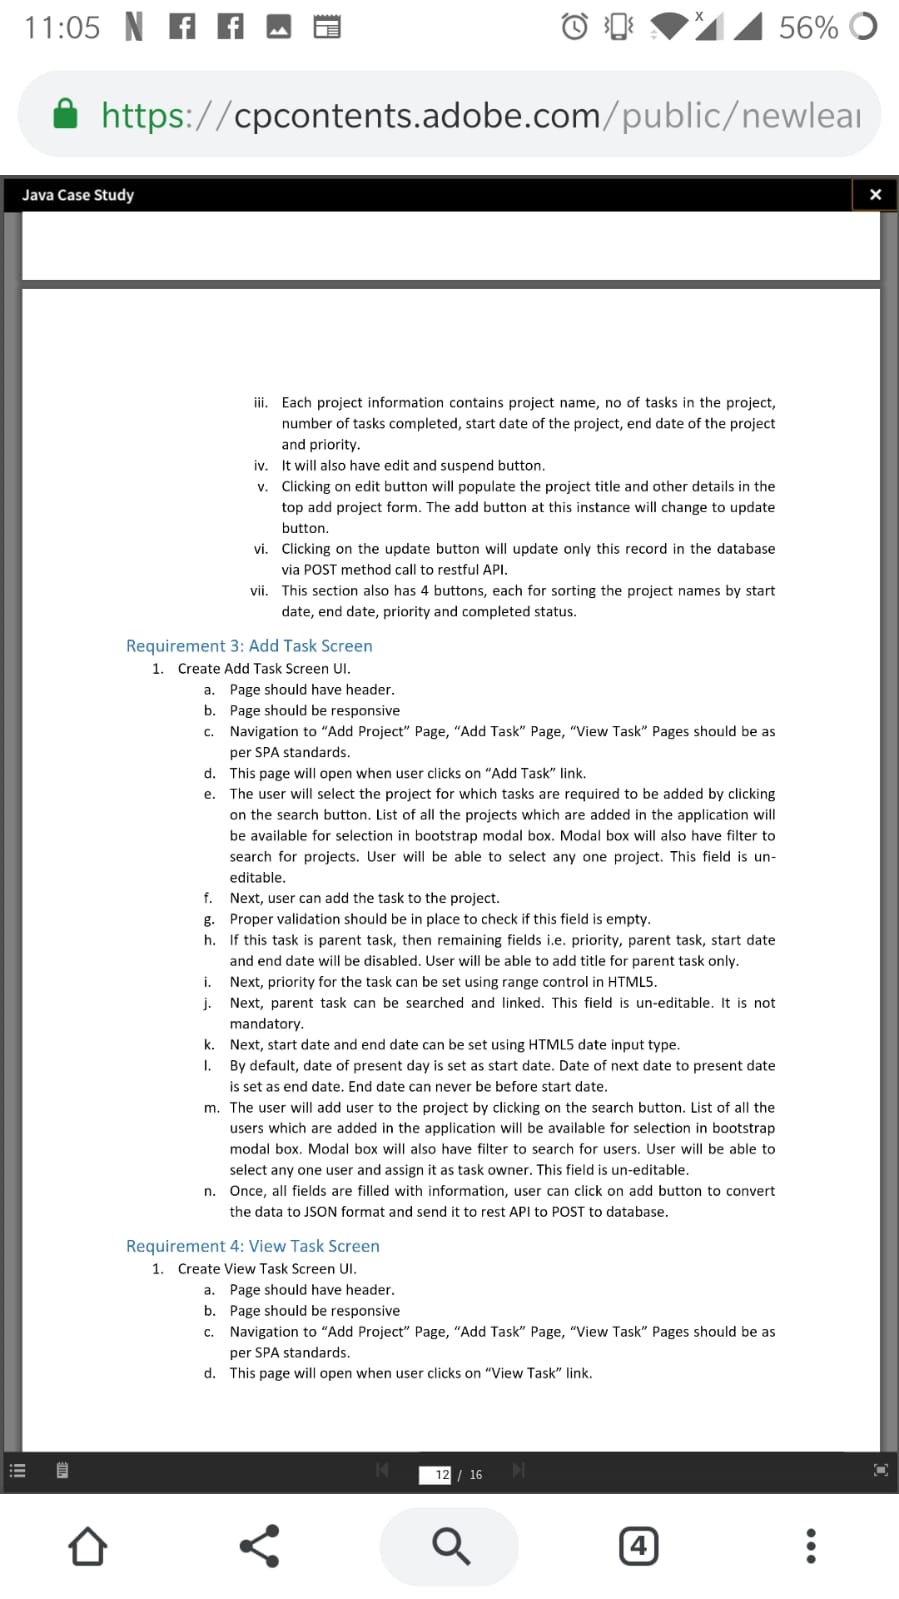 11:05
56%
https://cpcontents.adobe.com/public/newlear
Java Case Study
iii. Each project information contains project name, no of tasks in the project,
number of tasks completed, start date of the project, end date of the project
and priority.
iv. It will also have edit and suspend button.
v. Clicking on edit button will populate the project title and other details in the
top add project form. The add button at this instance will change to update
button.
vi. Clicking on the update button will update only this record in the database
via POST method call to restful API.
vii. This section also has 4 buttons, each for sorting the project names by start
date, end date, priority and completed status.
Requirement 3: Add Task Screen
1. Create Add Task Screen UI.
a. Page should have header.
b. Page should be responsive
c. Navigation to “Add Project” Page, “Add Task” Page, “View Task” Pages should be as
per SPA standards.
d. This page will open when user clicks on “Add Task” link.
e. The user will select the project for which tasks are required to be added by clicking
on the search button. List of all the projects which are added in the application will
be available for selection in bootstrap modal box. Modal box will also have filter to
search for projects. User will be able to select any one project. This field is un-
editable.
f. Next, user can add the task to the project.
g. Proper validation should be in place to check if this field is empty.
h. If this task is parent task, then remaining fields i.e. priority, parent task, start date
and end date will be disabled. User will be able to add title for parent task only.
i. Next, priority for the task can be set using range control in HTML5.
j. Next, parent task can be searched and linked. This field is un-editable. It is not
mandatory.
k. Next, start date and end date can be set using HTML5 date input type.
l. By default, date of present day is set as start date. Date of next date to present date
is set as end date. End date can never be before start date.
m. The user will add user to the project by clicking on the search button. List of all the
users which are added in the application will be available for selection in bootstrap
modal box. Modal box will also have filter to search for users. User will be able to
select any one user and assign it as task owner. This field is un-editable.
n. Once, all fields are filled with information, user can click on add button to convert
the data to JSON format and send it to rest API to POST to database.
Requirement 4: View Task Screen
1. Create View Task Screen UI.
a. Page should have header.
b. Page should be responsive
c. Navigation to “Add Project” Page, “Add Task” Page, “View Task” Pages should be as
per SPA standards.
d. This page will open when user clicks on “View Task” link.
12 / 16
4